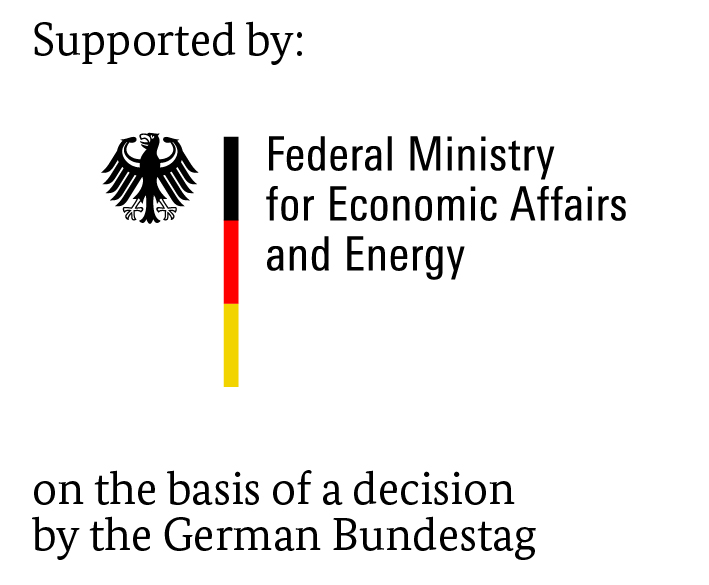 Supported by:
Federal Ministry
for Economic Affairs
and Energy
on the basis of a decision
by the German Bundestag